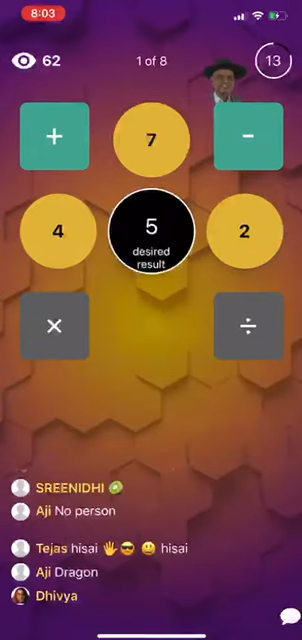 8:03
62
1 of 8
13
+
7
-
4
5
desired
result
2
×
÷
SREENIDHI 🥝
Aji No person
Tejas hisai 🖐😎 😃 hisai
Aji Dragon
Dhivya